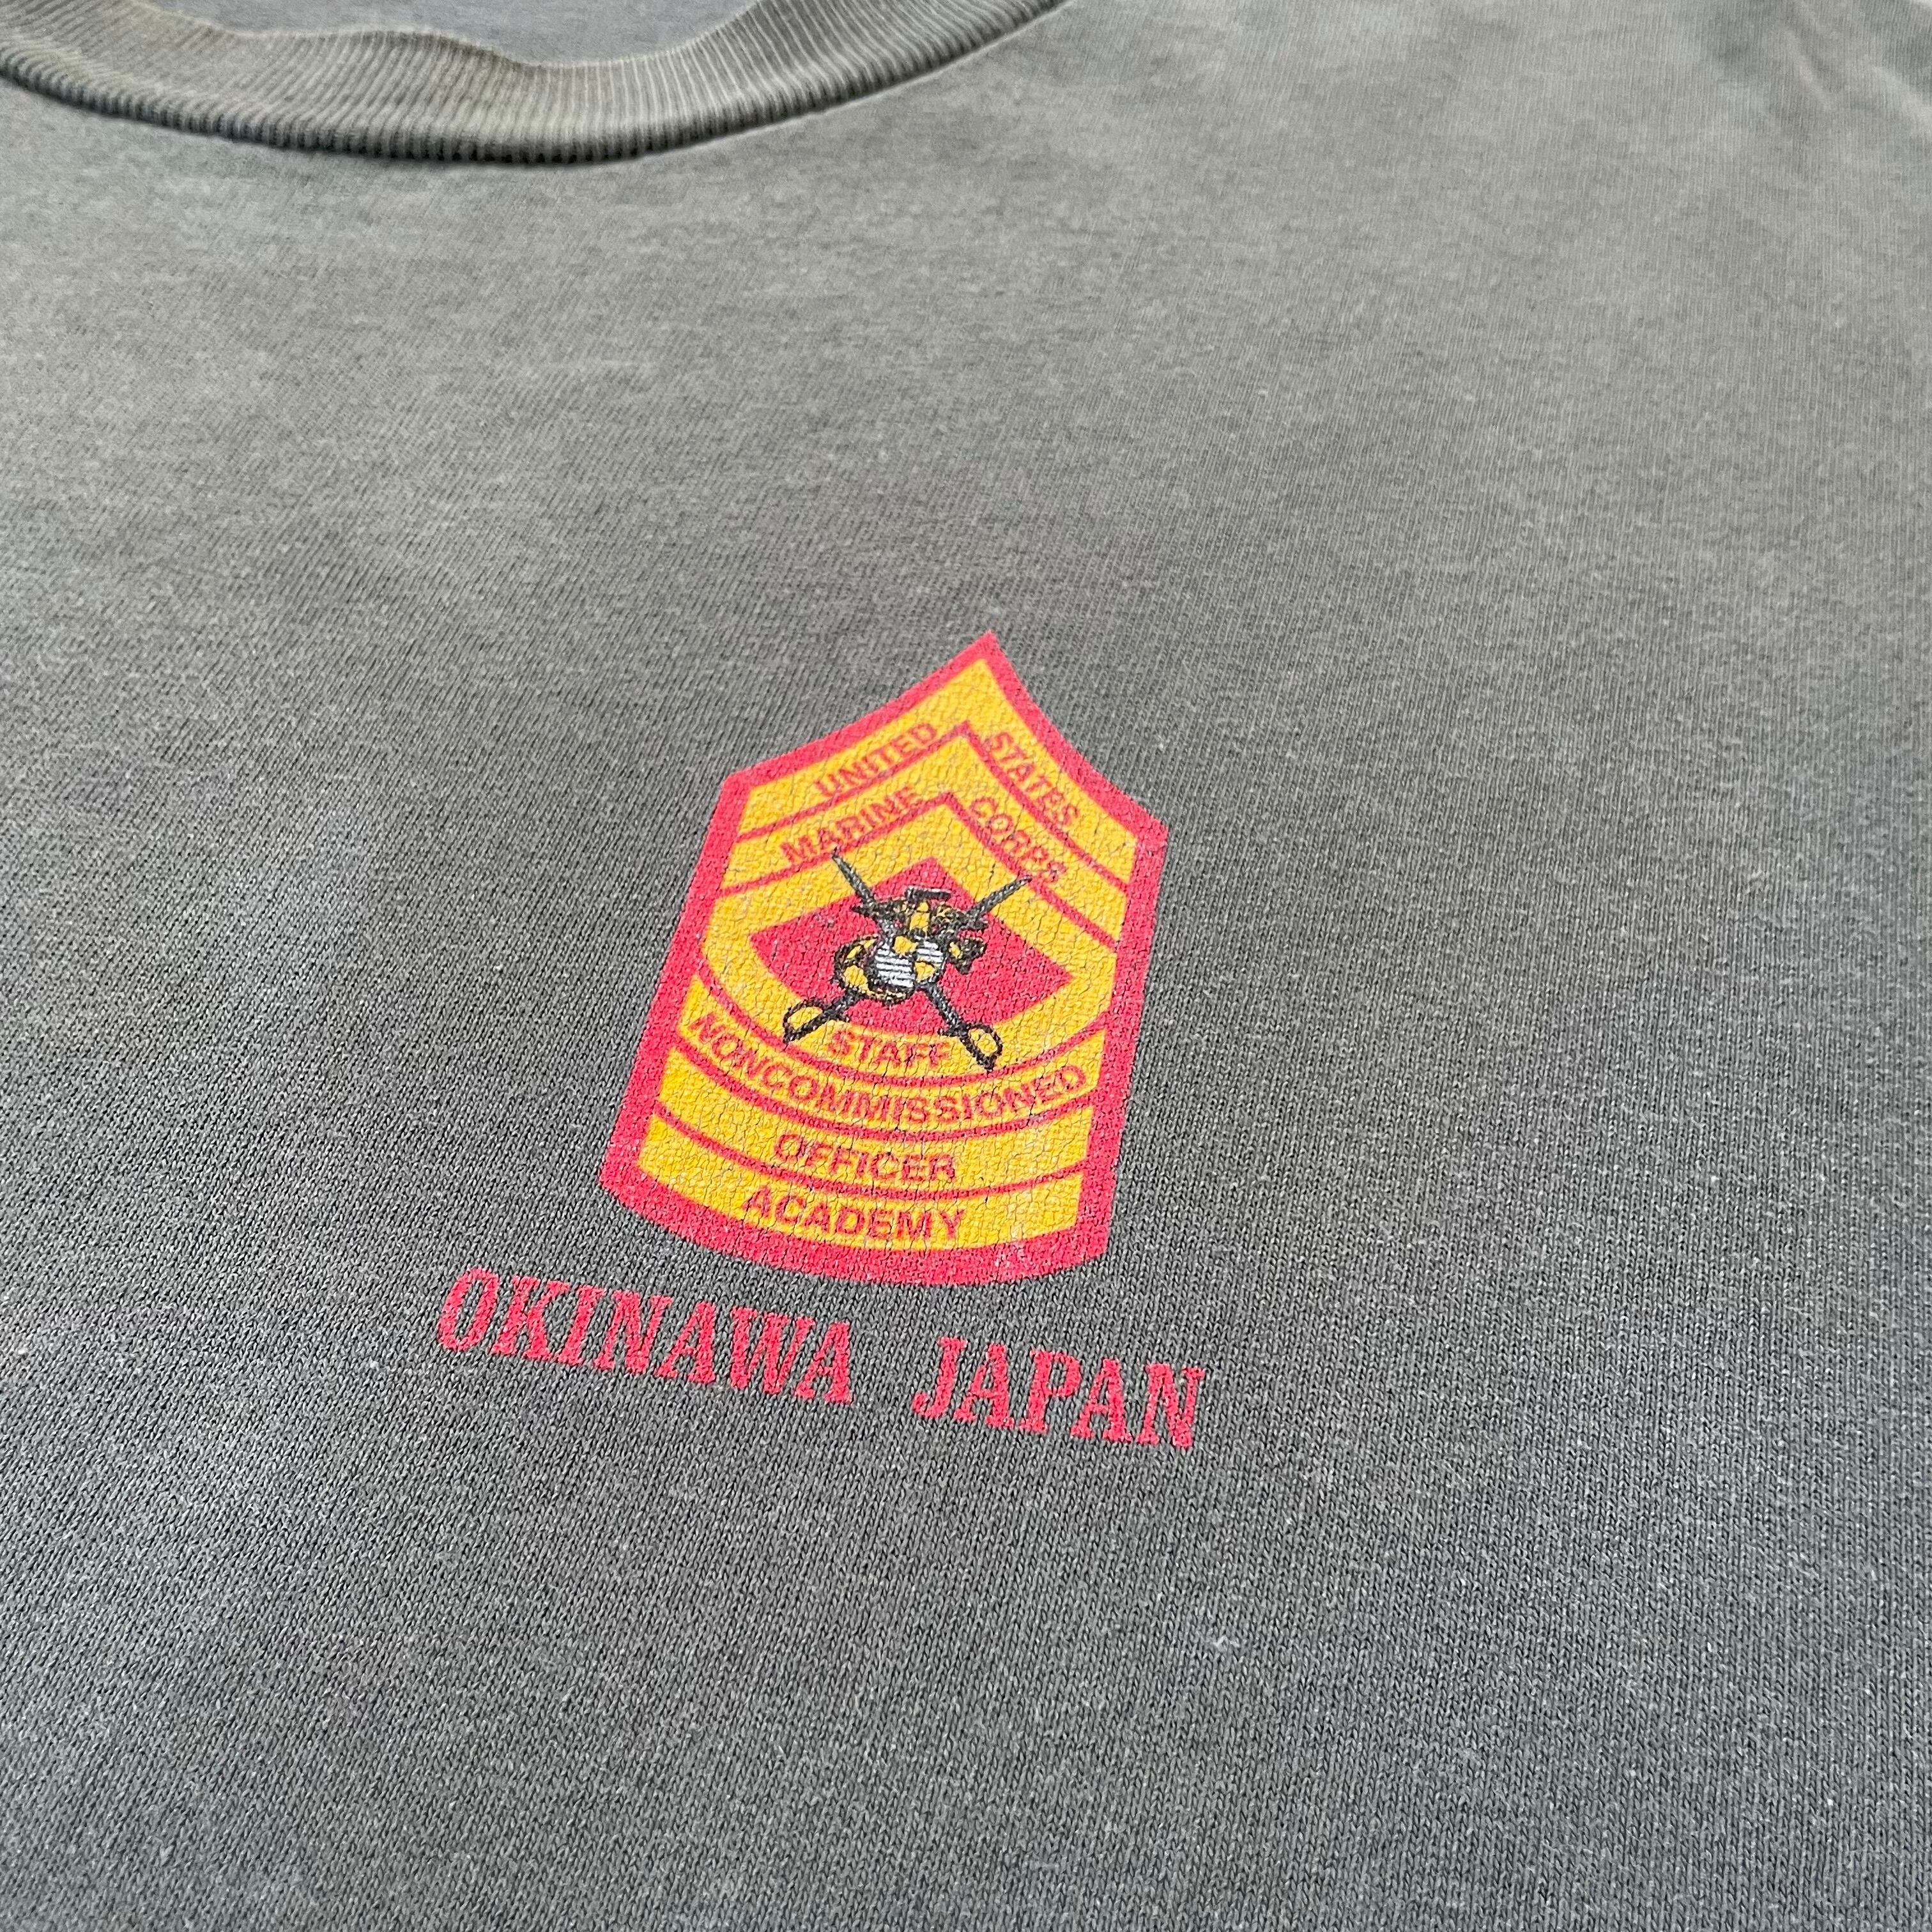 UNITED STATES
MARINE CORPS
STAFF
NONCOMMISSIONED
OFFICER
ACADEMY
OKINAWA JAPAN